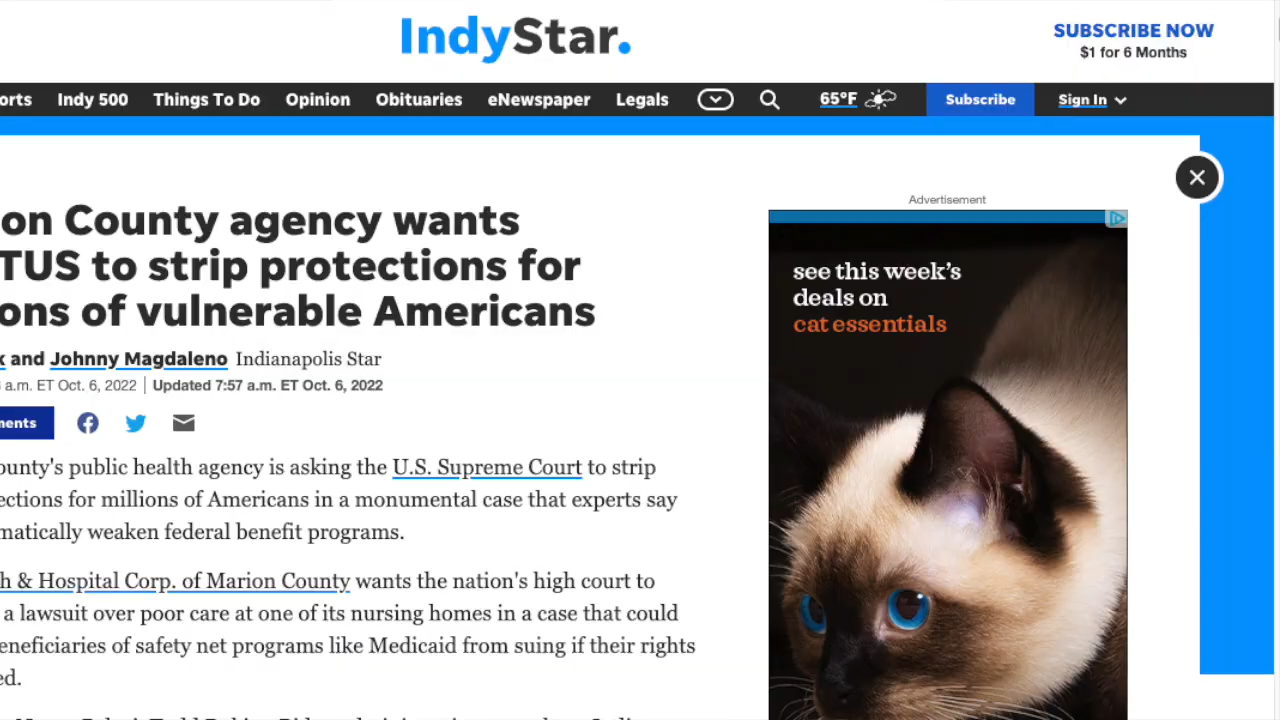 IndyStar.
SUBSCRIBE NOW
$1 for 6 Months
orts Indy 500 Things To Do Opinion Obituaries eNewspaper Legals 65°F Subscribe Sign In
on County agency wants
TUS to strip protections for
ons of vulnerable Americans
and Johnny Magdaleno Indianapolis Star
a.m. ET Oct. 6, 2022 | Updated 7:57 a.m. ET Oct. 6, 2022
ments
ounty's public health agency is asking the U.S. Supreme Court to strip
ections for millions of Americans in a monumental case that experts say
matically weaken federal benefit programs.
h & Hospital Corp. of Marion County wants the nation's high court to
a lawsuit over poor care at one of its nursing homes in a case that could
eneficiaries of safety net programs like Medicaid from suing if their rights
ed.
Advertisement
see this week's
deals on
cat essentials